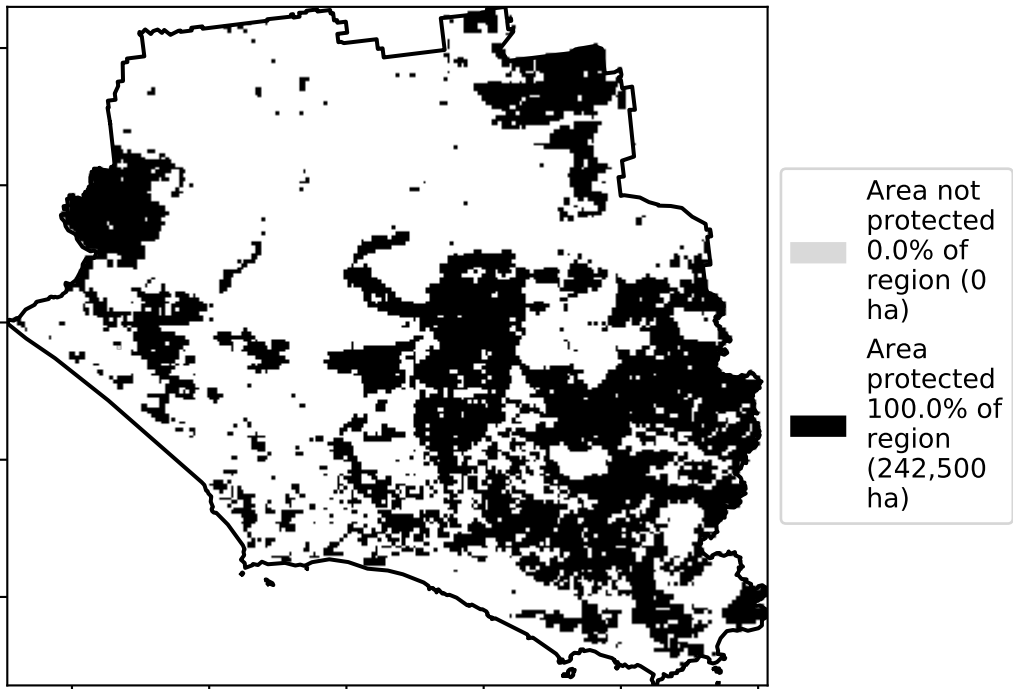 Area not
protected
0.0% of
region (0
ha)
Area
protected
100.0% of
region
(242,500
ha)